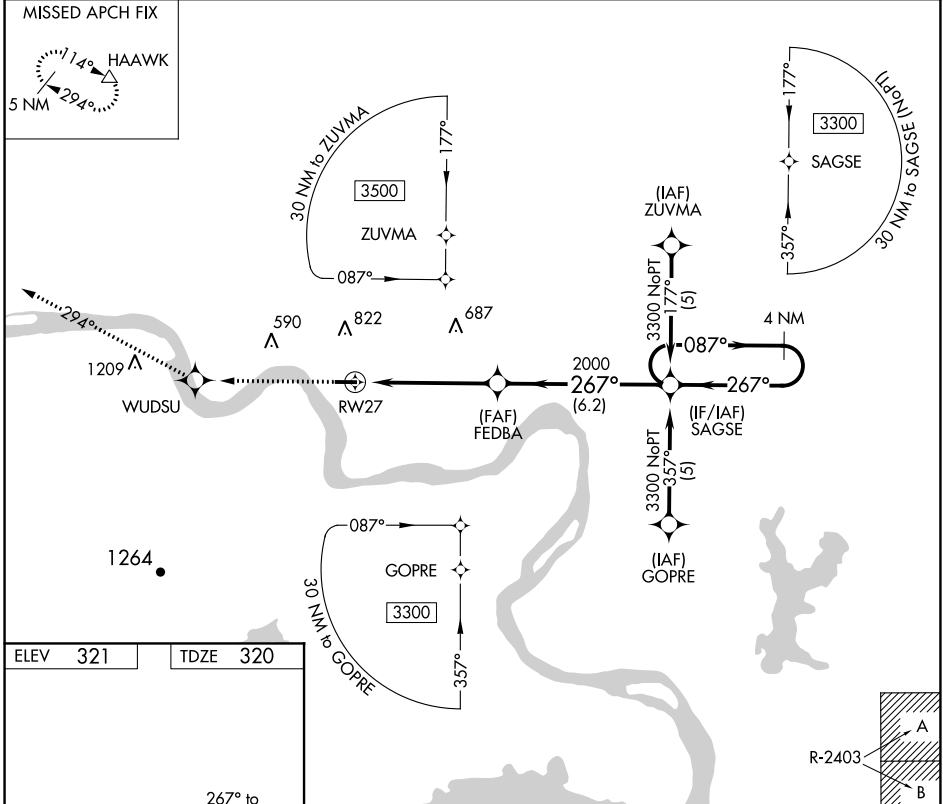 MISSED APCH FIX
114°
HAAWK
5 NM
294°
30 NM to ZUVMA
177°
3500
ZUVMA
087°
177°
3300
SAGSE
357°
30 NM to SAGSE (NoPT)
(IAF)
ZUVMA
3300 NoPT
177°
(5)
4 NM
087°
294°
590
822
687
1209
WUDSU
RW27
2000
267°
(6.2)
267°
(FAF)
FEDBA
(IF/IAF)
SAGSE
3300 NoPT
357°
(5)
(IAF)
GOPRE
087°
GOPRE
3300
30 NM to GOPRE
357°
1264
ELEV 321
TDZE 320
267° to
R-2403
A
B